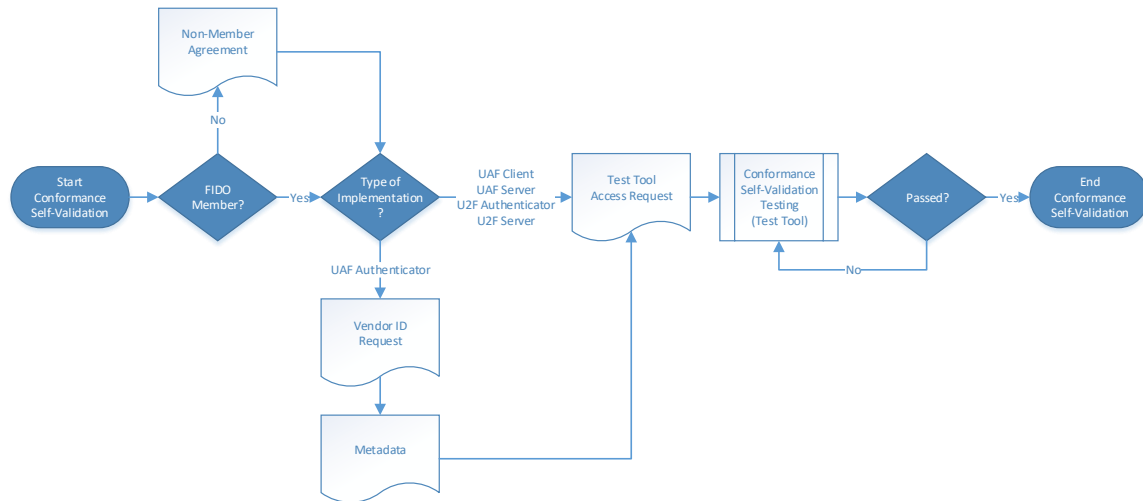 Non-Member
Agreement
No
Start
Conformance
Self-Validation
FIDO
Member?
Yes
Type of
Implementation
?
UAF Client
UAF Server
U2F Authenticator
U2F Server
Test Tool
Access Request
Conformance
Self-Validation
Testing
(Test Tool)
Passed?
Yes
End
Conformance
Self-Validation
No
UAF Authenticator
Vendor ID
Request
Metadata